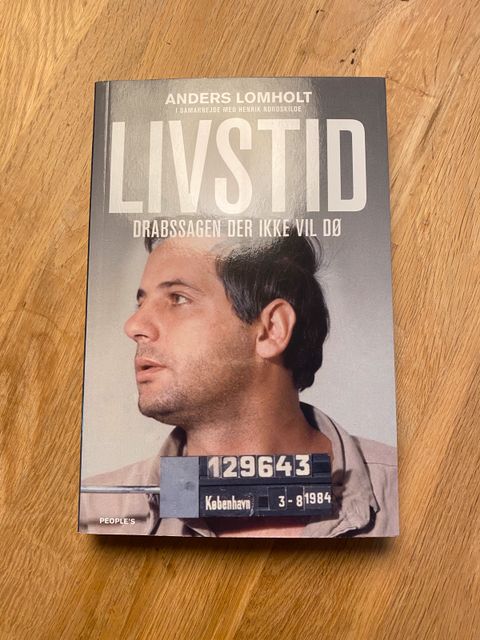 ANDERS LOMHOLT
I SAMARBEJDE MED HENRIK NORDSKILDE
LIVSTID
DRABSSAGEN DER IKKE VIL DØ
129643
København 3-8 1984
PEOPLE'S